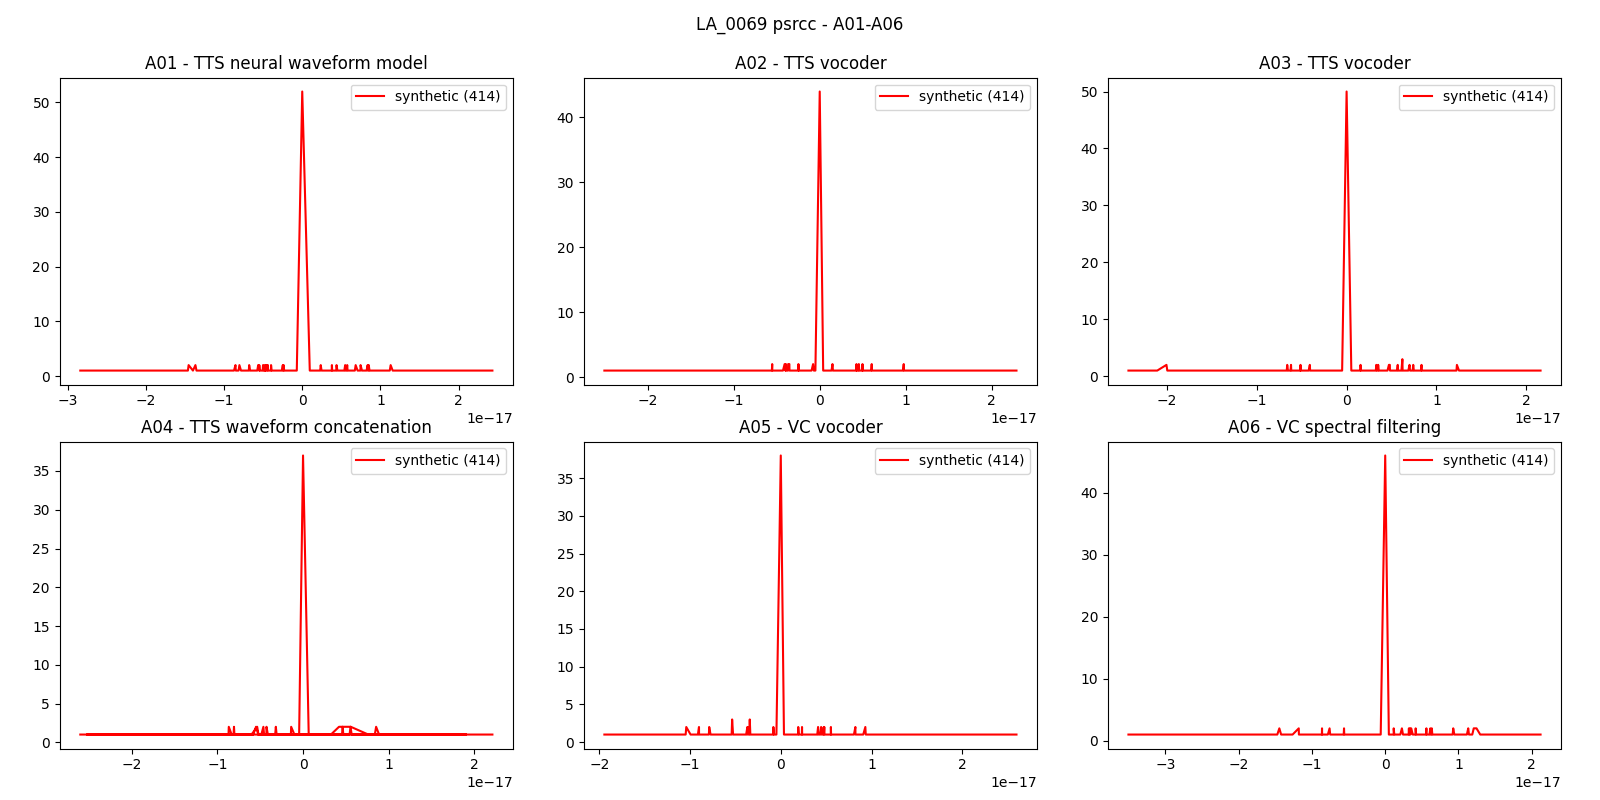 LA_0069 psrcc - A01-A06
A01 - TTS neural waveform model
synthetic (414)
50
40
30
20
10
0
−3 −2 −1 0 1 2
1e−17
A02 - TTS vocoder
synthetic (414)
40
30
20
10
0
−2 −1 0 1 2
1e−17
A03 - TTS vocoder
synthetic (414)
50
40
30
20
10
0
−2 −1 0 1 2
1e−17
A04 - TTS waveform concatenation
synthetic (414)
35
30
25
20
15
10
5
0
−2 −1 0 1 2
1e−17
A05 - VC vocoder
synthetic (414)
35
30
25
20
15
10
5
0
−2 −1 0 1 2
1e−17
A06 - VC spectral filtering
synthetic (414)
40
30
20
10
0
−3 −2 −1 0 1 2
1e−17